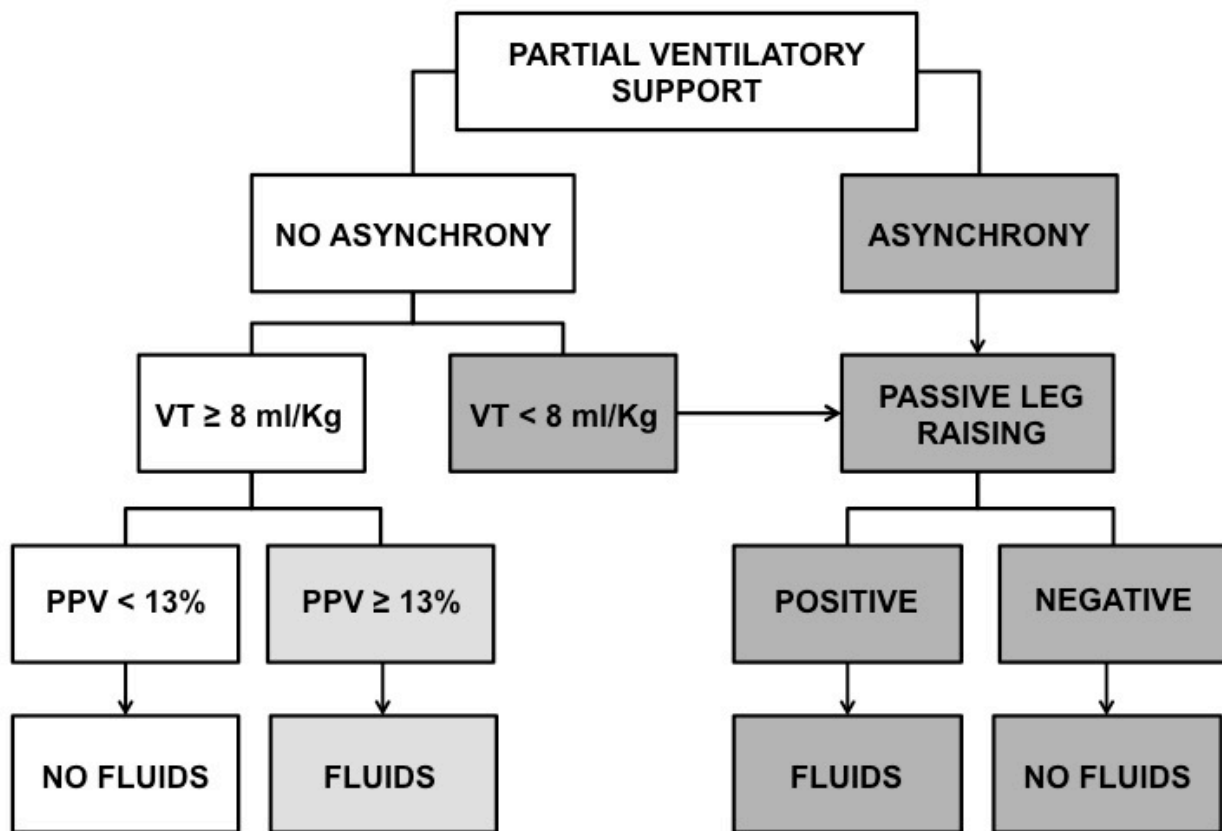 PARTIAL VENTILATORY
SUPPORT
NO ASYNCHRONY
ASYNCHRONY
VT ≥ 8 ml/Kg
VT < 8 ml/Kg
PASSIVE LEG
RAISING
PPV < 13%
PPV ≥ 13%
POSITIVE
NEGATIVE
NO FLUIDS
FLUIDS
FLUIDS
NO FLUIDS